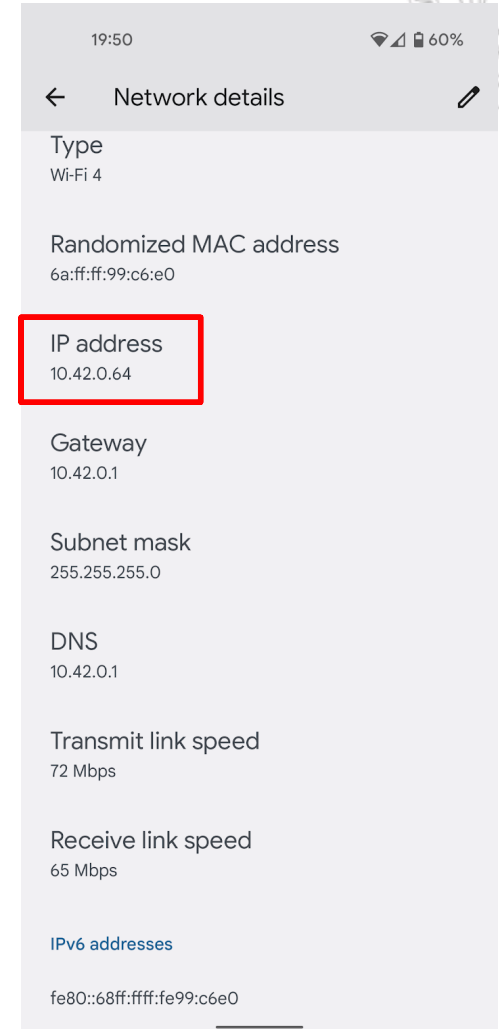 19:50 60%
Network details
Type
Wi-Fi 4
Randomized MAC address
6a:ff:ff:99:c6:e0
IP address
10.42.0.64
Gateway
10.42.0.1
Subnet mask
255.255.255.0
DNS
10.42.0.1
Transmit link speed
72 Mbps
Receive link speed
65 Mbps
IPv6 addresses
fe80::68ff:ffff:fe99:c6e0